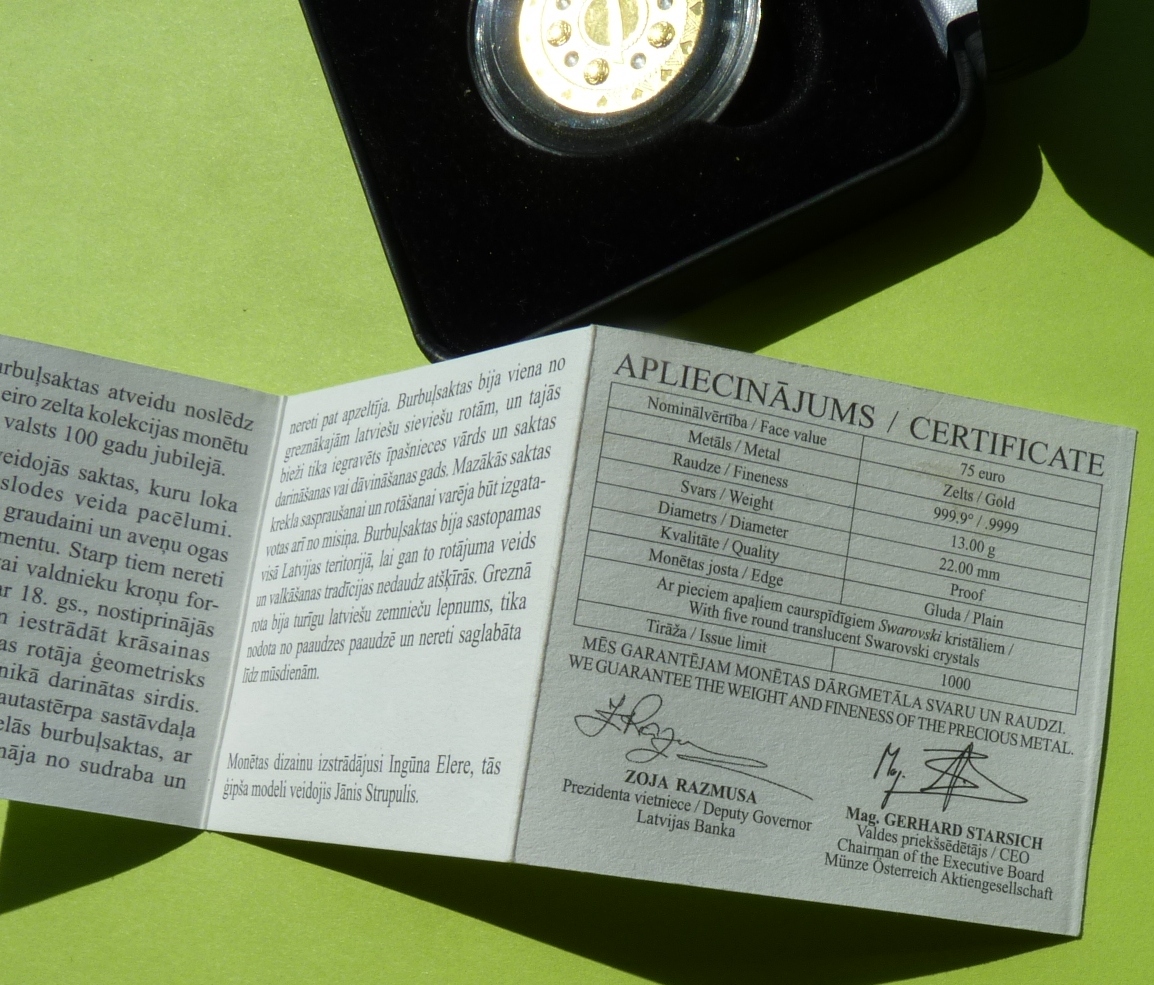 urbuļsaktas atveidu noslēdz
eiro zelta kolekcijas monētu
valsts 100 gadu jubilejā.
veidojās saktas, kuru loka
slodes veida pacēlumi.
graudaini un aveņu ogas
mentu. Starp tiem nereti
ai valdnieku kroņu for-
ar 18. gs., nostiprinājās
iestrādāt krāsainas
as rotāja ģeometrisks
nikā darinātas sirdis.
autastērpa sastāvdaļa
elās burbuļsaktas, ar
nāja no sudraba un
nereti pat apzeltīja. Burbuļsaktas bija viena no
greznākajām latviešu sieviešu rotām, un tajās
bieži tika iegravēts īpašnieces vārds un saktas
darināšanas vai dāvināšanas gads. Mazākās saktas
krekla saspraušanai un rotāšanai varēja būt izgata-
votas arī no misiņa. Burbuļsaktas bija sastopamas
visā Latvijas teritorijā, lai gan to rotājuma veids
un valkāšanas tradīcijas nedaudz atšķīrās. Greznā
rota bija turīgu latviešu zemnieču lepnums, tika
nodota no paaudzes paaudzē un nereti saglabāta
līdz mūsdienām.
Monētas dizainu izstrādājusi Ingūna Elere, tās
ģipša modeli veidojis Jānis Strupulis.
APLIECINĀJUMS / CERTIFICATE
Nominālvērtība / Face value 75 euro
Metāls / Metal Zelts / Gold
Raudze / Fineness 999.9° / .9999
Svars / Weight 13.00 g
Diametrs / Diameter 22.00 mm
Kvalitāte / Quality Proof
Monētas josta / Edge Gluda / Plain
Ar pieciem apaļiem caurspīdīgiem Swarovski kristāliem /
With five round translucent Swarovski crystals
Tirāža / Issue limit 1000
MĒS GARANTĒJAM MONĒTAS DĀRGMETĀLA SVARU UN RAUDZI.
WE GUARANTEE THE WEIGHT AND FINENESS OF THE PRECIOUS METAL.
ZOJA RAZMUSA
Prezidenta vietniece / Deputy Governor
Latvijas Banka
Mag. GERHARD STARSICH
Valdes priekšsēdētājs / CEO
Chairman of the Executive Board
Münze Österreich Aktiengesellschaft